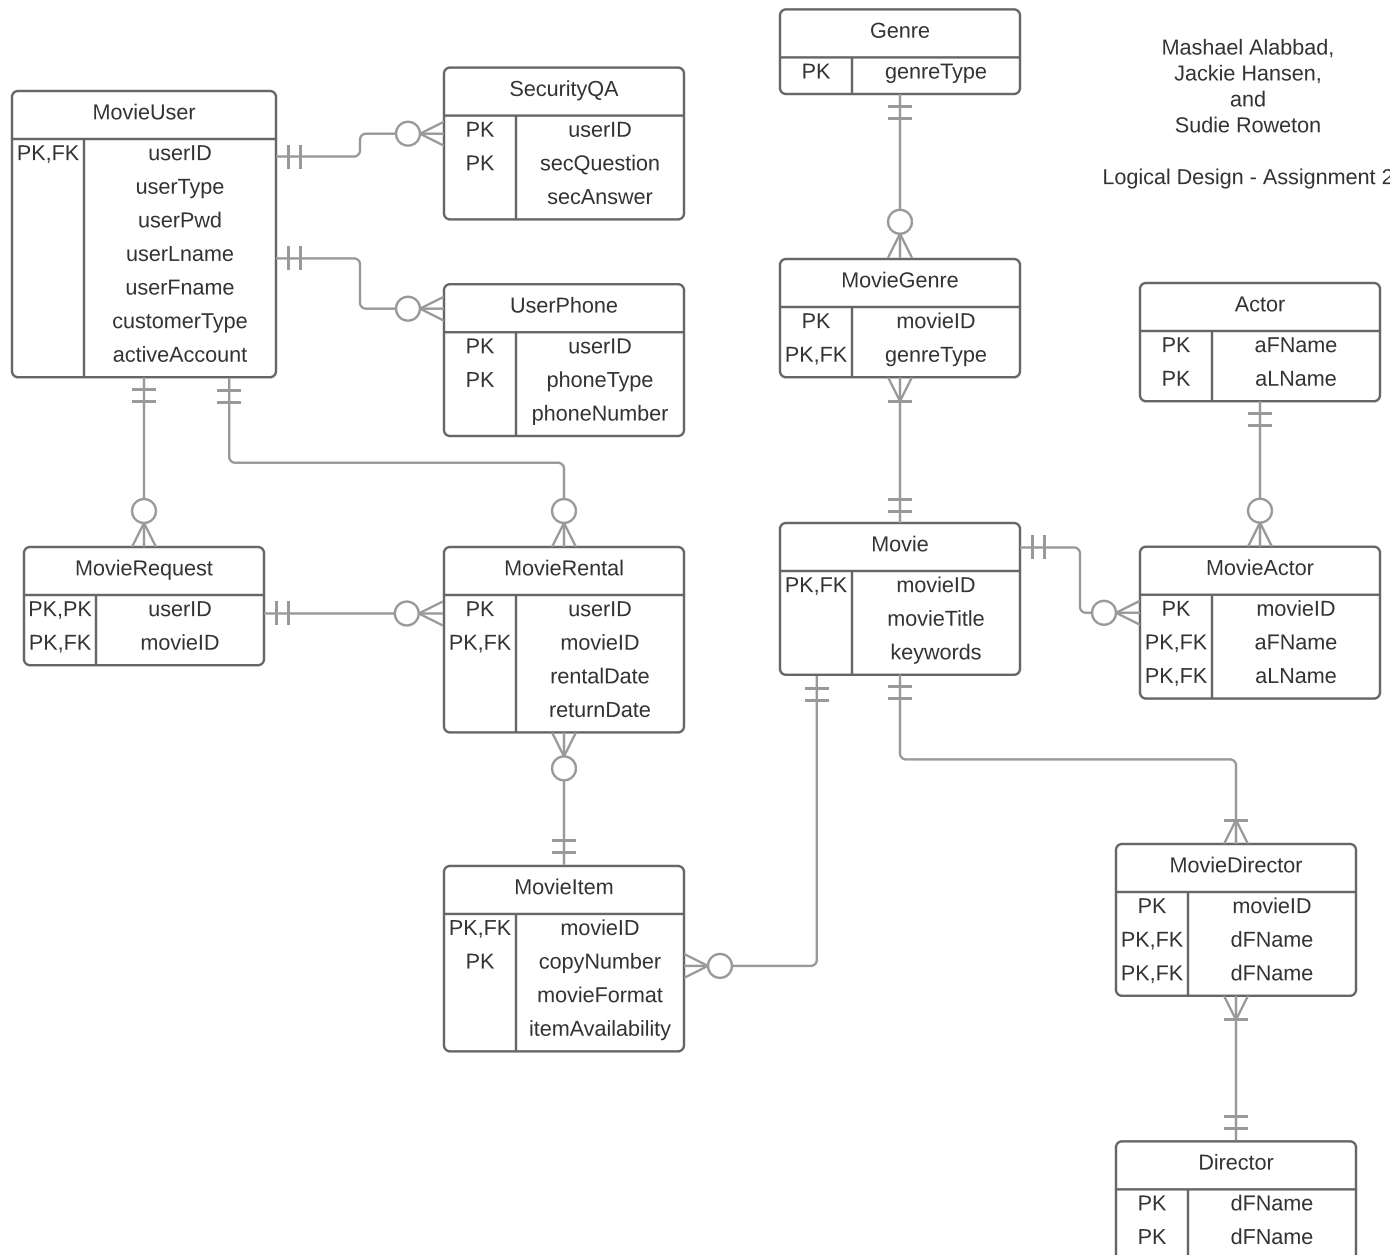 Genre
PK genreType
Mashael Alabbad,
Jackie Hansen,
and
Sudie Roweton
Logical Design - Assignment 2
MovieUser
PK,FK userID
userType
userPwd
userLname
userFname
customerType
activeAccount
SecurityQA
PK userID
PK secQuestion
secAnswer
UserPhone
PK userID
PK phoneType
phoneNumber
MovieGenre
PK movieID
PK,FK genreType
Actor
PK aFName
PK aLName
MovieRequest
PK,PK userID
PK,FK movieID
MovieRental
PK userID
PK,FK movieID
rentalDate
returnDate
Movie
PK,FK movieID
movieTitle
keywords
MovieActor
PK movieID
PK,FK aFName
PK,FK aLName
MovieItem
PK,FK movieID
PK copyNumber
movieFormat
itemAvailability
MovieDirector
PK movieID
PK,FK dFName
PK,FK dFName
Director
PK dFName
PK dFName